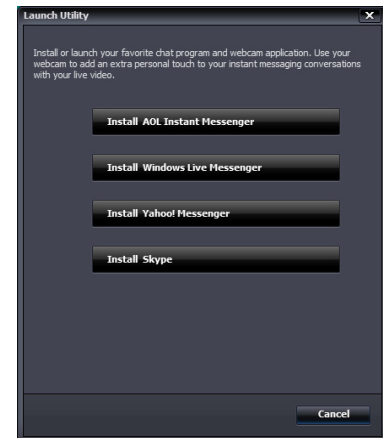 Launch Utility
Install or launch your favorite chat program and webcam application. Use your
webcam to add an extra personal touch to your instant messaging conversations
with your live video.
Install AOL Instant Messenger
Install Windows Live Messenger
Install Yahoo! Messenger
Install Skype
Cancel